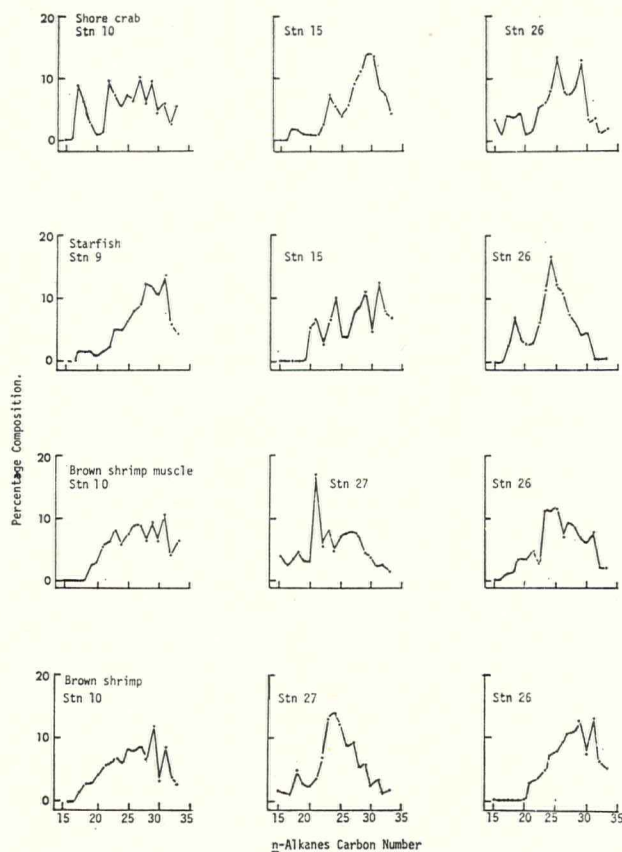 Shore crab
Stn 10
Stn 15
Stn 26
20
10
0
Starfish
Stn 9
Stn 15
Stn 26
20
10
0
Percentage Composition.
Brown shrimp muscle
Stn 10
Stn 27
Stn 26
20
10
0
Brown shrimp
Stn 10
Stn 27
Stn 26
20
10
0
15 20 25 30 35 15 20 25 30 35 15 20 25 30 35
n-Alkanes Carbon Number